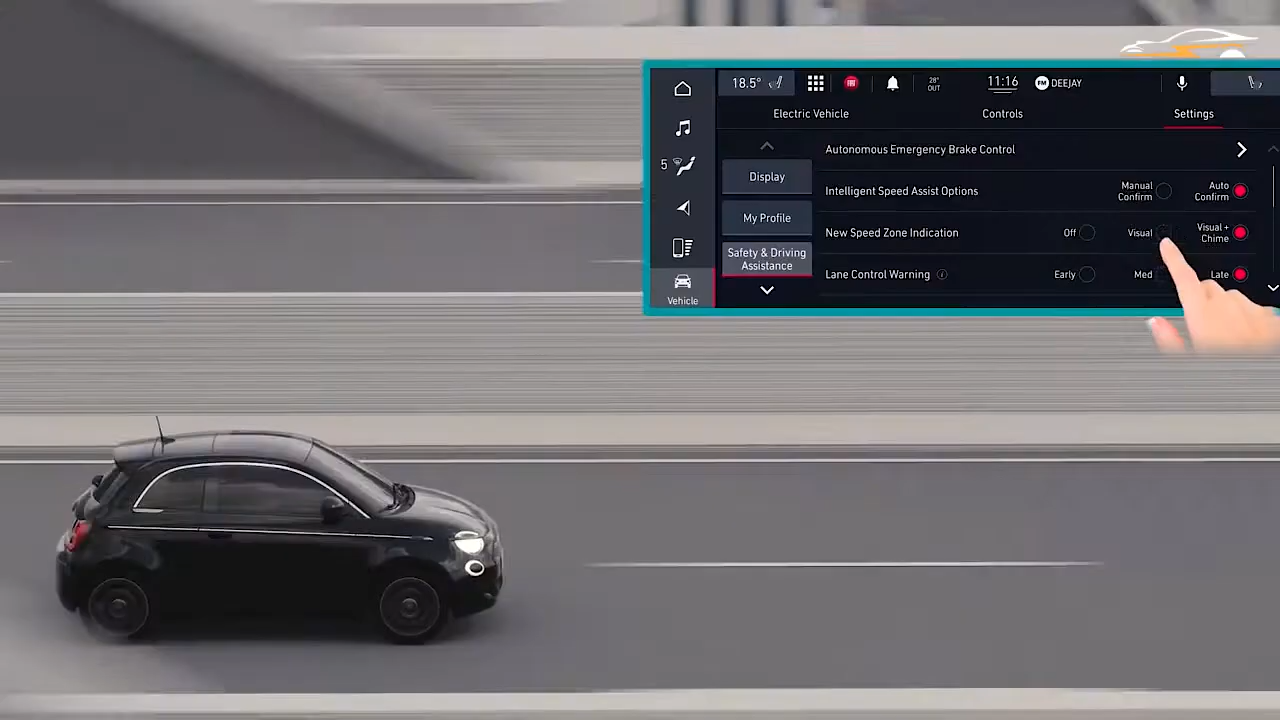 18.5°
28°
OUT
11:16
FM DEEJAY
Electric Vehicle
Controls
Settings
5
Vehicle
Display
My Profile
Safety & Driving
Assistance
Autonomous Emergency Brake Control
Intelligent Speed Assist Options
Manual
Confirm
Auto
Confirm
New Speed Zone Indication
Off
Visual
Visual +
Chime
Lane Control Warning
Early
Med
Late